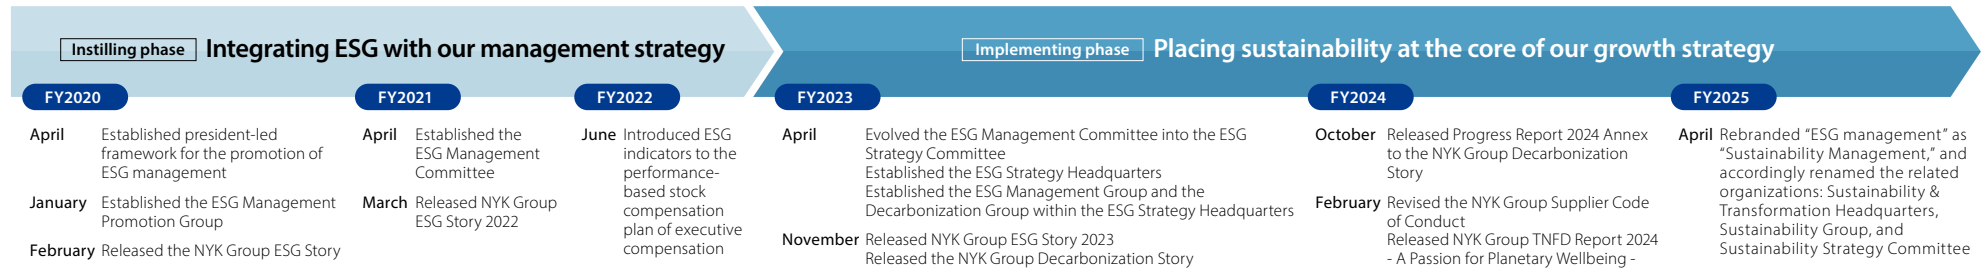 Instilling phase Integrating ESG with our management strategy
Implementing phase Placing sustainability at the core of our growth strategy
FY2020
April Established president-led
framework for the promotion of
ESG management
January Established the ESG Management
Promotion Group
February Released the NYK Group ESG Story
FY2021
April Established the
ESG Management
Committee
March Released NYK Group
ESG Story 2022
FY2022
June Introduced ESG
indicators to the
performance-
based stock
compensation
plan of executive
compensation
FY2023
April Evolved the ESG Management Committee into the ESG
Strategy Committee
Established the ESG Strategy Headquarters
Established the ESG Management Group and the
Decarbonization Group within the ESG Strategy Headquarters
November Released NYK Group ESG Story 2023
Released the NYK Group Decarbonization Story
FY2024
October Released Progress Report 2024 Annex
to the NYK Group Decarbonization
Story
February Revised the NYK Group Supplier Code
of Conduct
Released NYK Group TNFD Report 2024
- A Passion for Planetary Wellbeing -
FY2025
April Rebranded “ESG management” as
“Sustainability Management,” and
accordingly renamed the related
organizations: Sustainability &
Transformation Headquarters,
Sustainability Group, and
Sustainability Strategy Committee